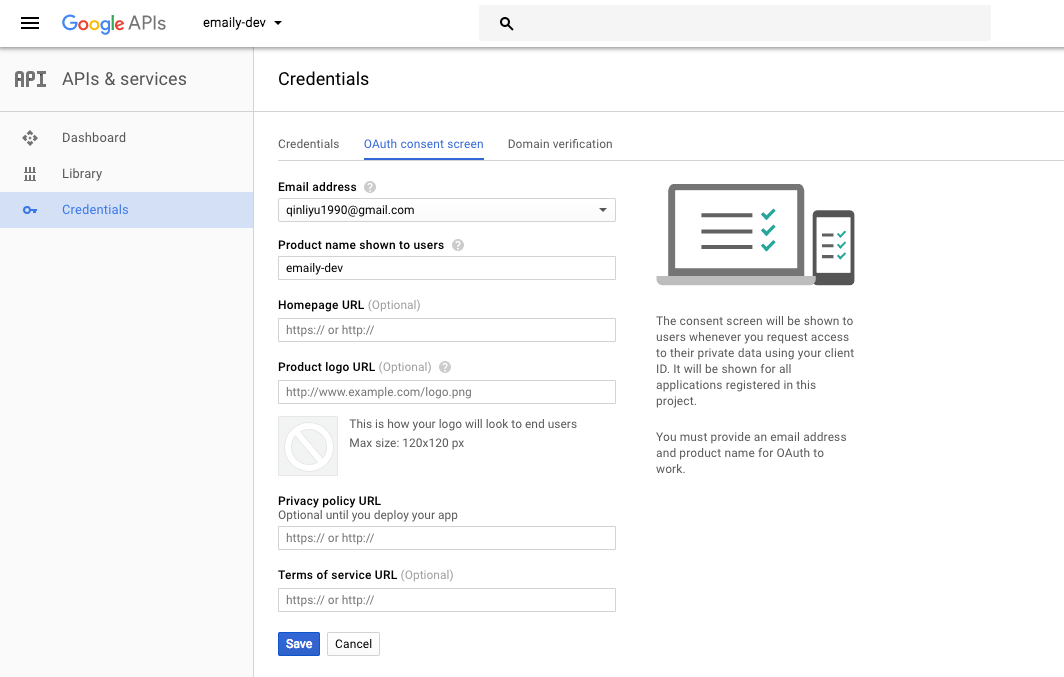 Google APIs
emaily-dev
API APIs & services
Credentials
Dashboard
Library
Credentials
Credentials OAuth consent screen Domain verification
Email address ?
qinliyu1990@gmail.com
Product name shown to users ?
emaily-dev
Homepage URL (Optional)
https:// or http://
Product logo URL (Optional) ?
http://www.example.com/logo.png
This is how your logo will look to end users
Max size: 120x120 px
Privacy policy URL
Optional until you deploy your app
https:// or http://
Terms of service URL (Optional)
https:// or http://
Save Cancel
The consent screen will be shown to
users whenever you request access
to their private data using your client
ID. It will be shown for all
applications registered in this
project.
You must provide an email address
and product name for OAuth to
work.